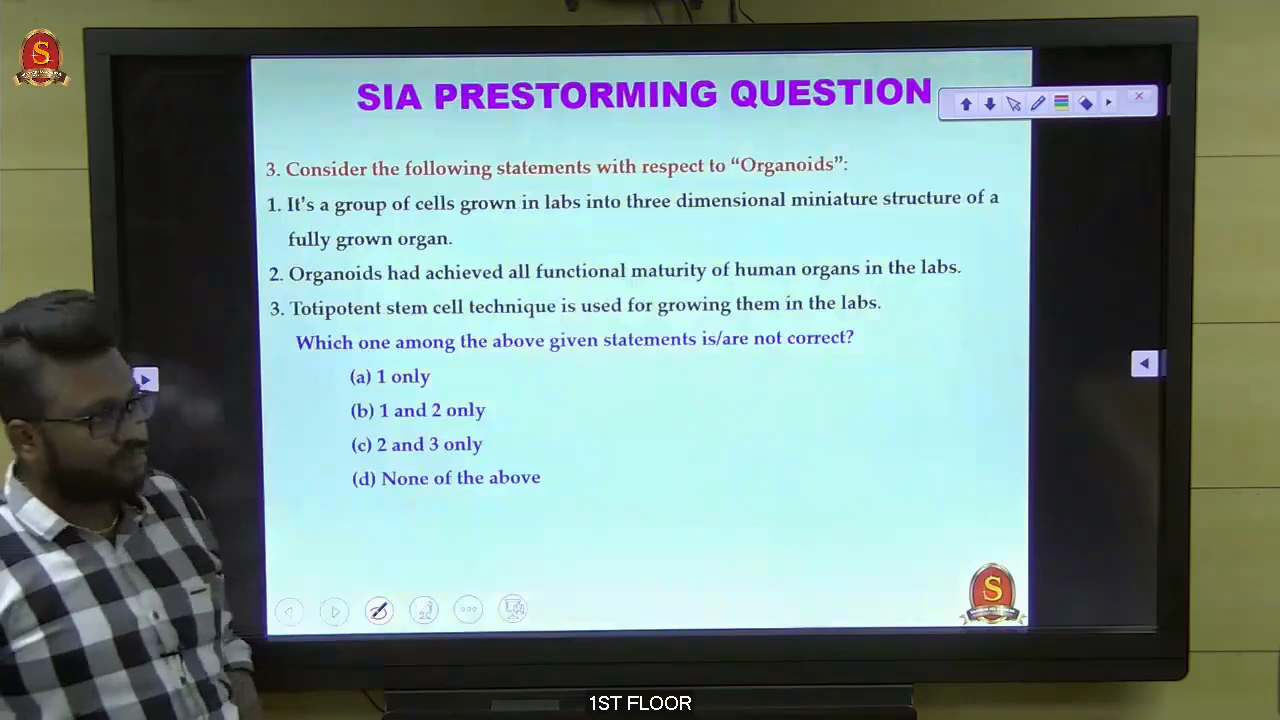 S
SIA PRESTORMING QUESTION
3. Consider the following statements with respect to “Organoids”:
1. It’s a group of cells grown in labs into three dimensional miniature structure of a
fully grown organ.
2. Organoids had achieved all functional maturity of human organs in the labs.
3. Totipotent stem cell technique is used for growing them in the labs.
Which one among the above given statements is/are not correct?
(a) 1 only
(b) 1 and 2 only
(c) 2 and 3 only
(d) None of the above
S
1ST FLOOR